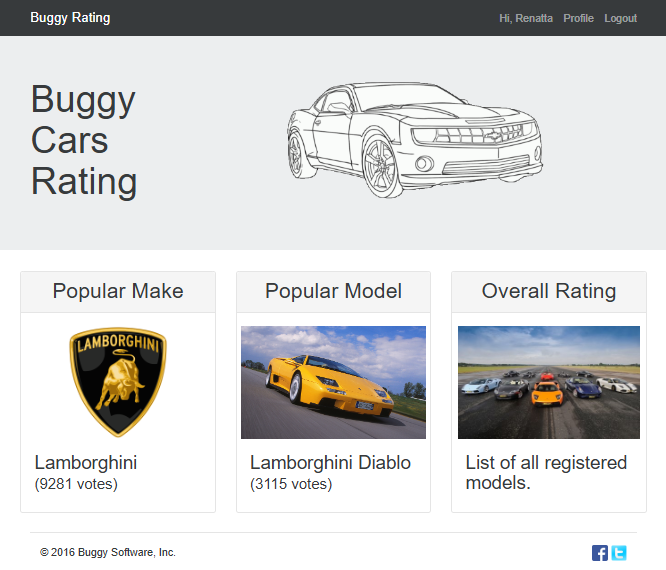 Buggy Rating
Hi, Renatta Profile Logout
Buggy
Cars
Rating
Popular Make
Popular Model
Overall Rating
LAMBORGHINI
Lamborghini
(9281 votes)
Lamborghini Diablo
(3115 votes)
List of all registered
models.
© 2016 Buggy Software, Inc.